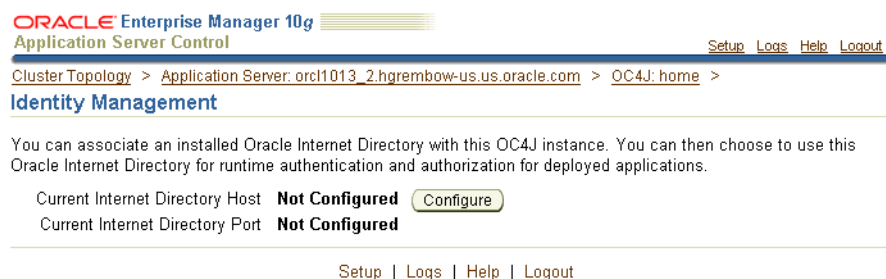 ORACLE Enterprise Manager 10g
Application Server Control
Setup Logs Help Logout
Cluster Topology > Application Server: orcl1013_2.hgrembow-us.us.oracle.com > OC4J: home >
Identity Management
You can associate an installed Oracle Internet Directory with this OC4J instance. You can then choose to use this
Oracle Internet Directory for runtime authentication and authorization for deployed applications.
Current Internet Directory Host Not Configured Configure
Current Internet Directory Port Not Configured
Setup | Logs | Help | Logout